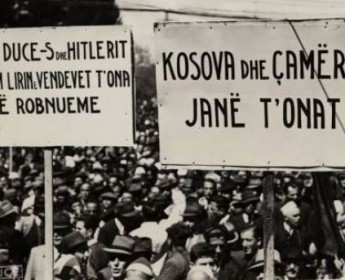 DUCE-S DHE HITLERIT
LIRIN E VENDEVET T'ONA
ROBNUEME
KOSOVA DHE ÇAMËR
JANË T'ONAT